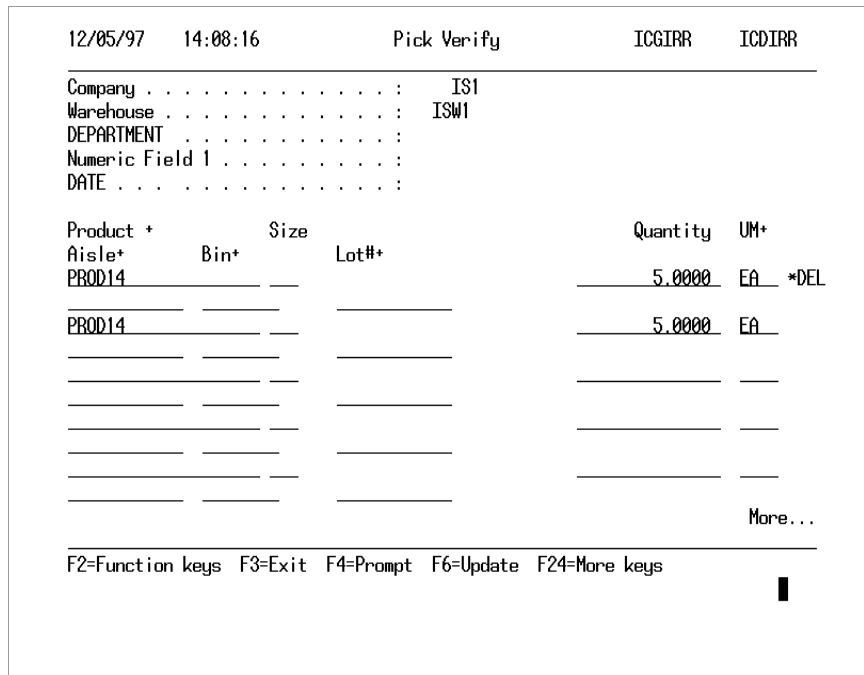 12/05/97 14:08:16 Pick Verify ICGIRR ICDIRR
Company . . . . . . . . . . . . . : IS1
Warehouse . . . . . . . . . . . . : ISW1
DEPARTMENT . . . . . . . . . . . :
Numeric Field 1 . . . . . . . . . :
DATE . . . . . . . . . . . . . . :
Product + Size Quantity UM+
Aisle+ Bin+ Lot#+
PROD14 5.0000 EA *DEL
PROD14 5.0000 EA
More...
F2=Function keys F3=Exit F4=Prompt F6=Update F24=More keys